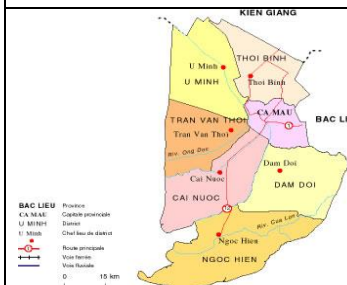 KIEN GIANG
THOI BINH
U Minh
U MINH
Thoi Binh
CA MAU
BAC LI
TRAN VAN THOI
Tran Van Thoi
1
Riv. Ong Doc
Dam Doi
Cai Nuoc
DAM DOI
CAI NUOC
12
Riv. Cua Lon
Ngoc Hien
NGOC HIEN
BAC LIEU Province
CA MAU Capitale provinciale
U MINH District
U Minh Chef lieu de district
1 Route principale
Voie ferrée
Voie fluviale
0 15 km